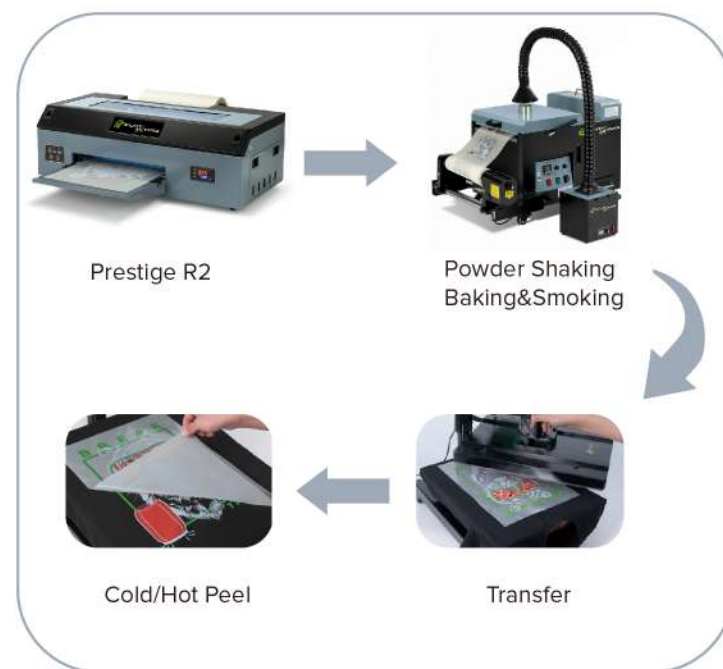 Prestige R2
Powder Shaking
Baking&Smoking
Transfer
Cold/Hot Peel